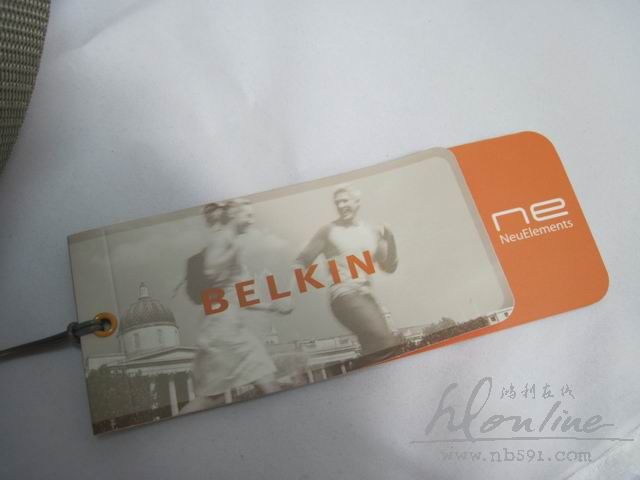 BELKIN
ne
NeuElements
鸿利在线
hlonline
www.nb591.com